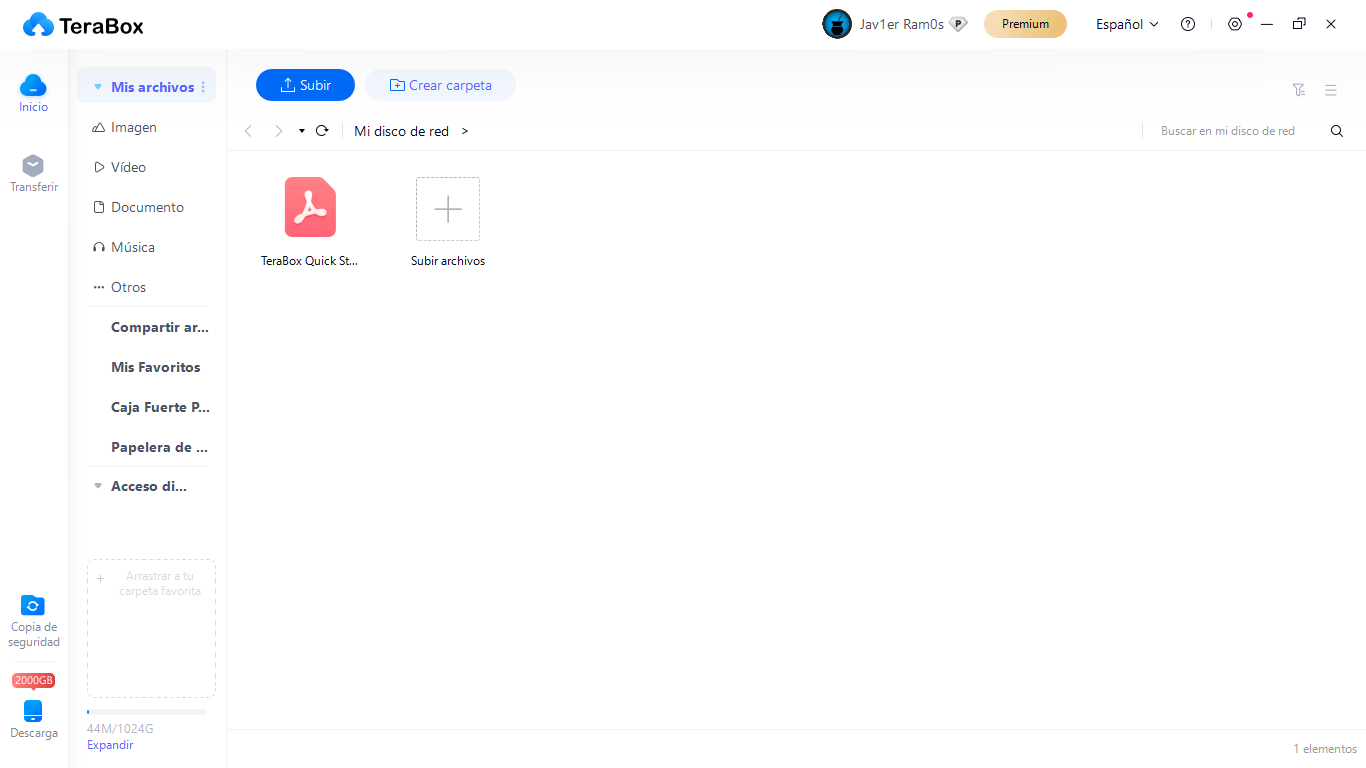 TeraBox
Jav1er Ram0s
Premium
Español
Inicio
Transferir
Copia de
seguridad
2000GB
Descarga
Mis archivos
Imagen
Vídeo
Documento
Música
Otros
Compartir ar...
Mis Favoritos
Caja Fuerte P...
Papelera de ...
Acceso di...
+ Arrastrar a tu
carpeta favorita
44M/1024G
Expandir
Subir
Crear carpeta
Mi disco de red >
Buscar en mi disco de red
TeraBox Quick St...
Subir archivos
1 elementos